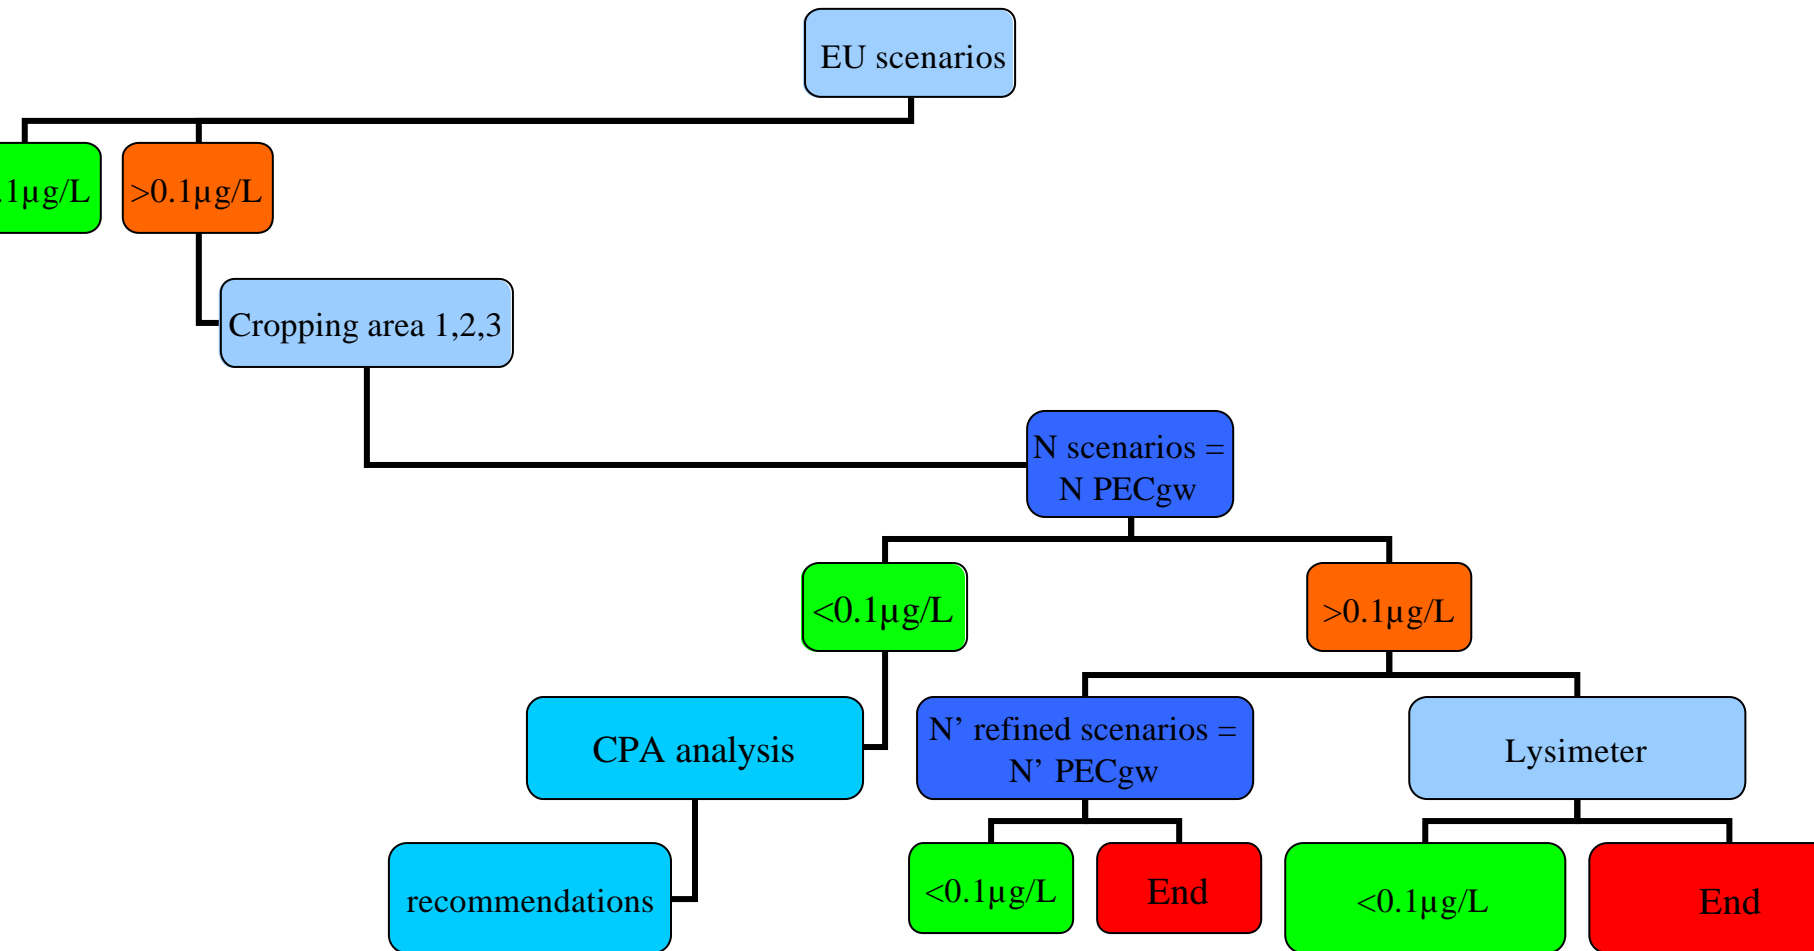 EU scenarios
.1µg/L
>0.1µg/L
Cropping area 1,2,3
N scenarios =
N PECgw
<0.1µg/L
>0.1µg/L
CPA analysis
N’ refined scenarios =
N’ PECgw
Lysimeter
recommendations
<0.1µg/L
End
<0.1µg/L
End